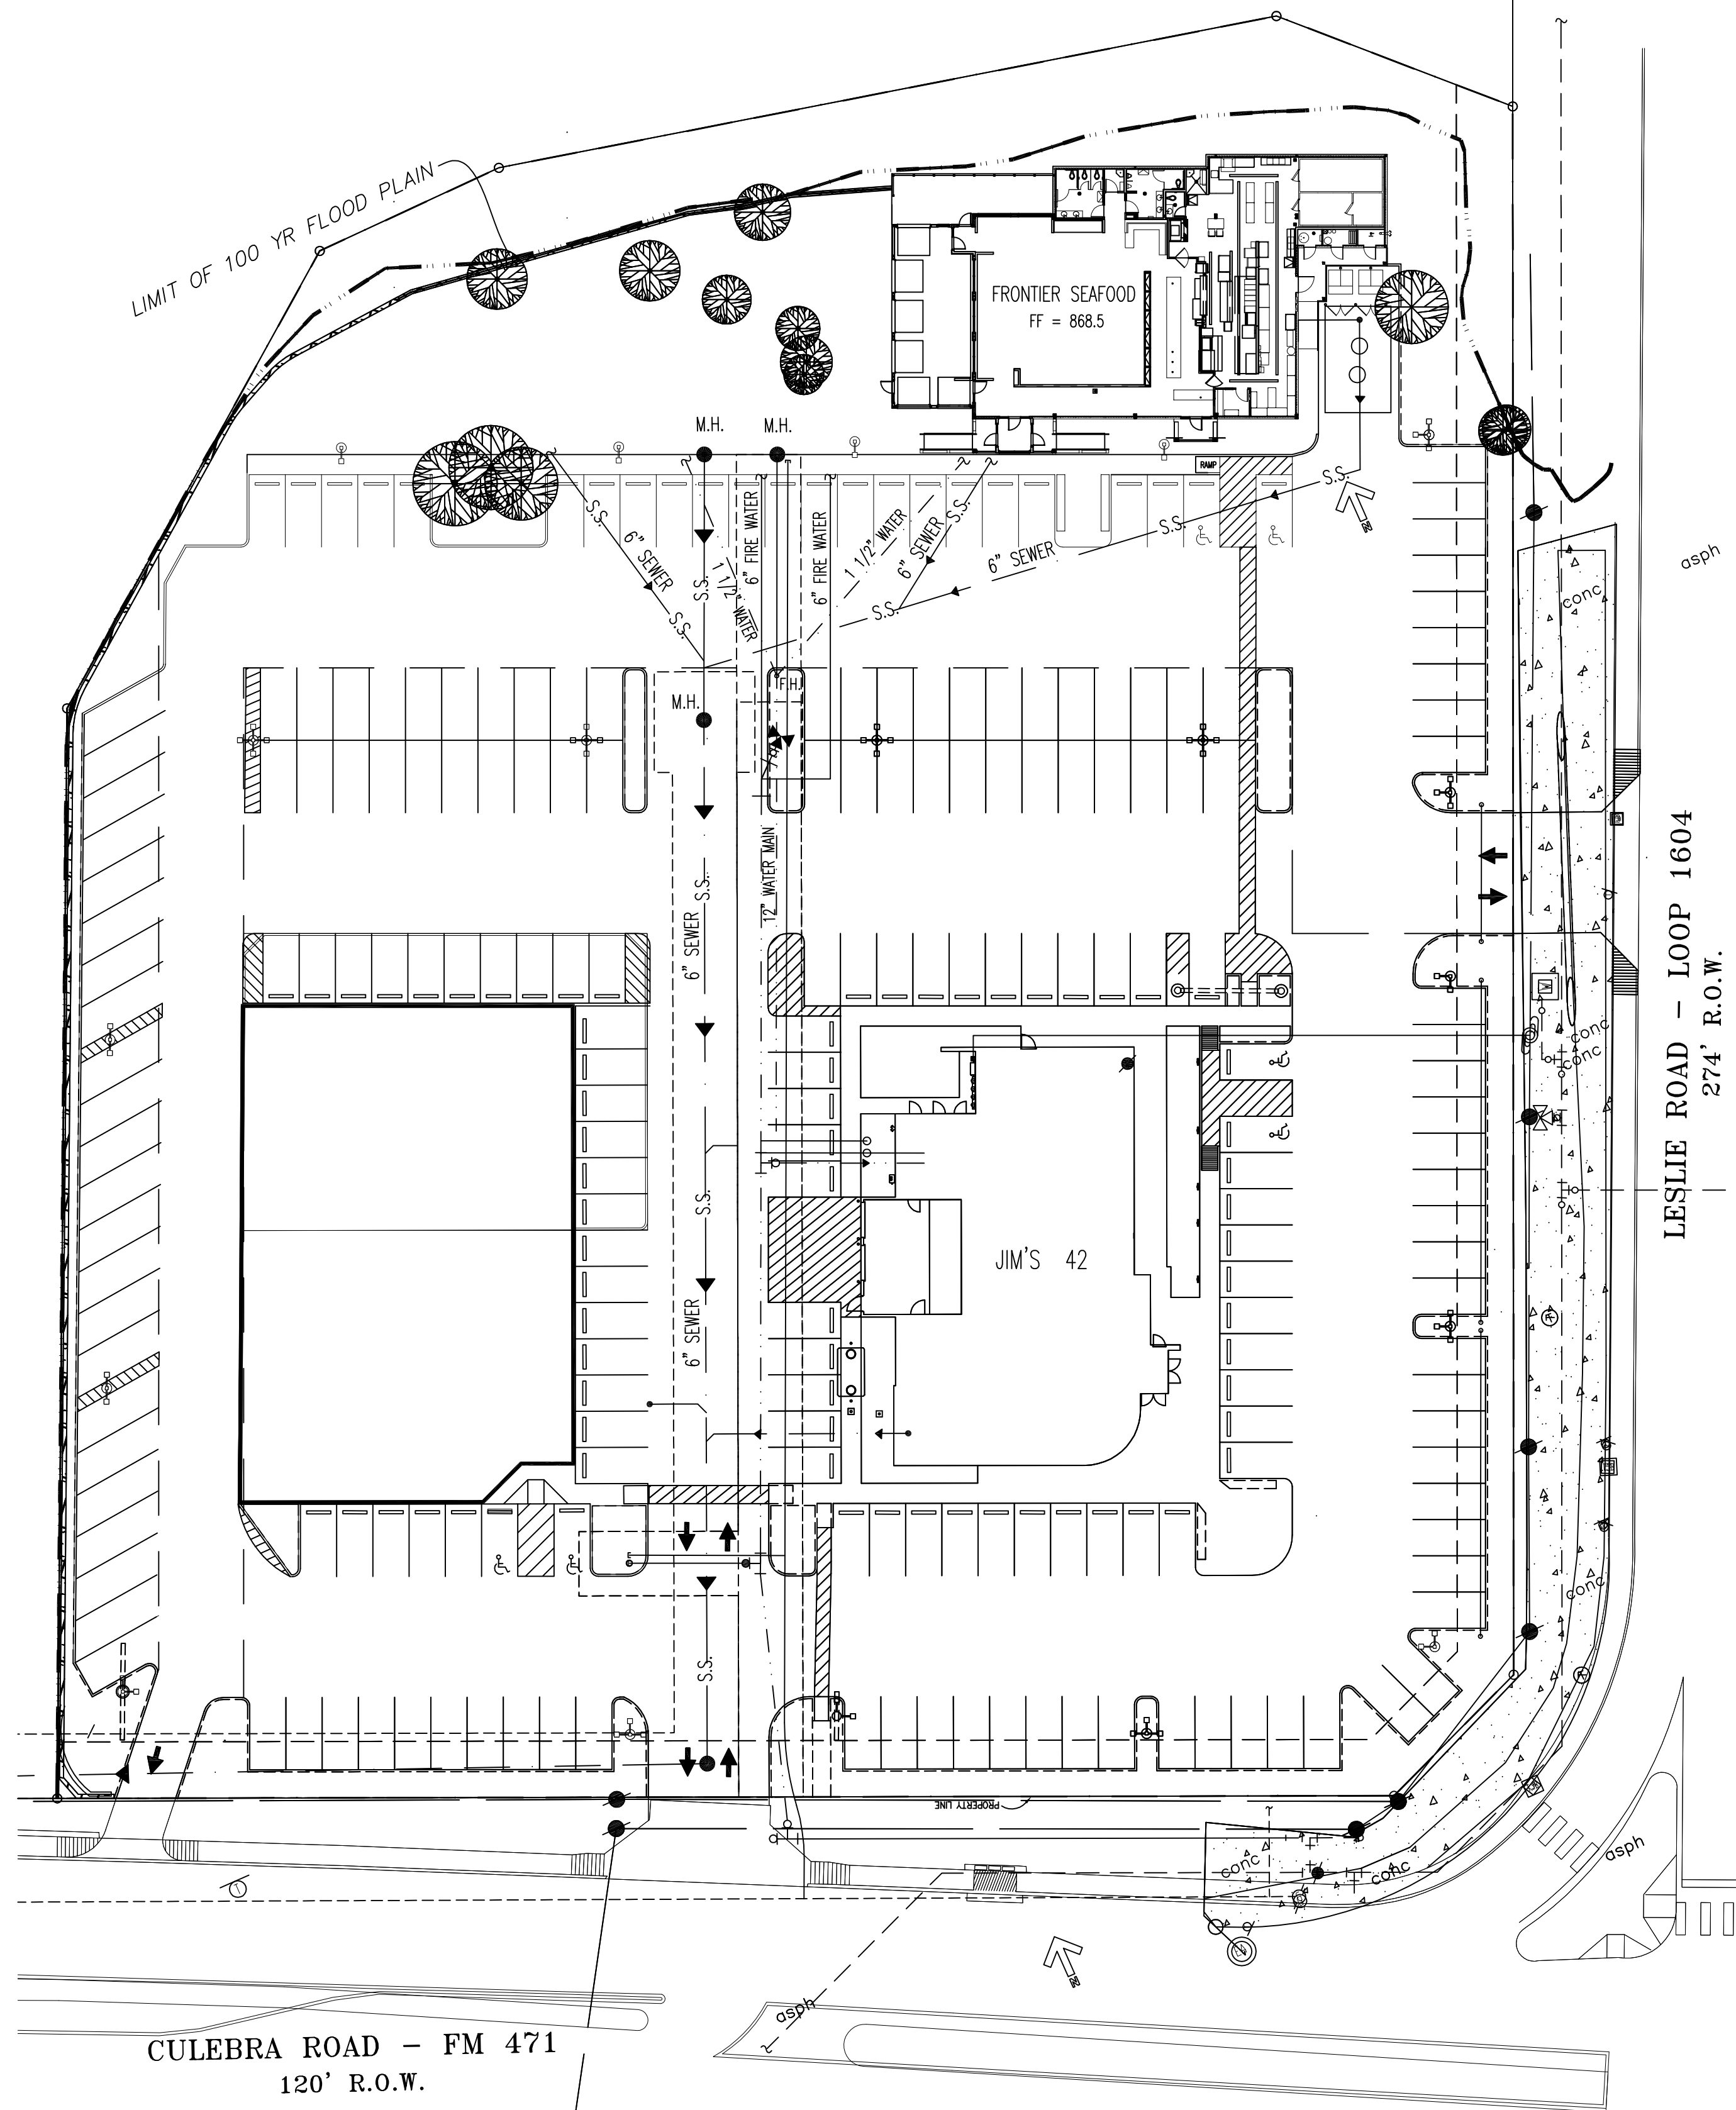 LIMIT OF 100 YR FLOOD PLAIN
FRONTIER SEAFOOD
FF = 868.5
M.H.
M.H.
RAMP
S.S.
6" SEWER
S.S.
S.S.
1 1/2" WATER
6" FIRE WATER
6" FIRE WATER
1 1/2" WATER
6" SEWER
S.S.
S.S.
6" SEWER
S.S.
S.S.
asph
conc
M.H.
F.H.
12" WATER MAIN
S.S.
6" SEWER
LESLIE ROAD - LOOP 1604
274' R.O.W.
conc
conc
S.S.
JIM'S 42
6" SEWER
conc
S.S.
PROPERTY LINE
conc
conc
asph
asph
CULEBRA ROAD - FM 471
120' R.O.W.